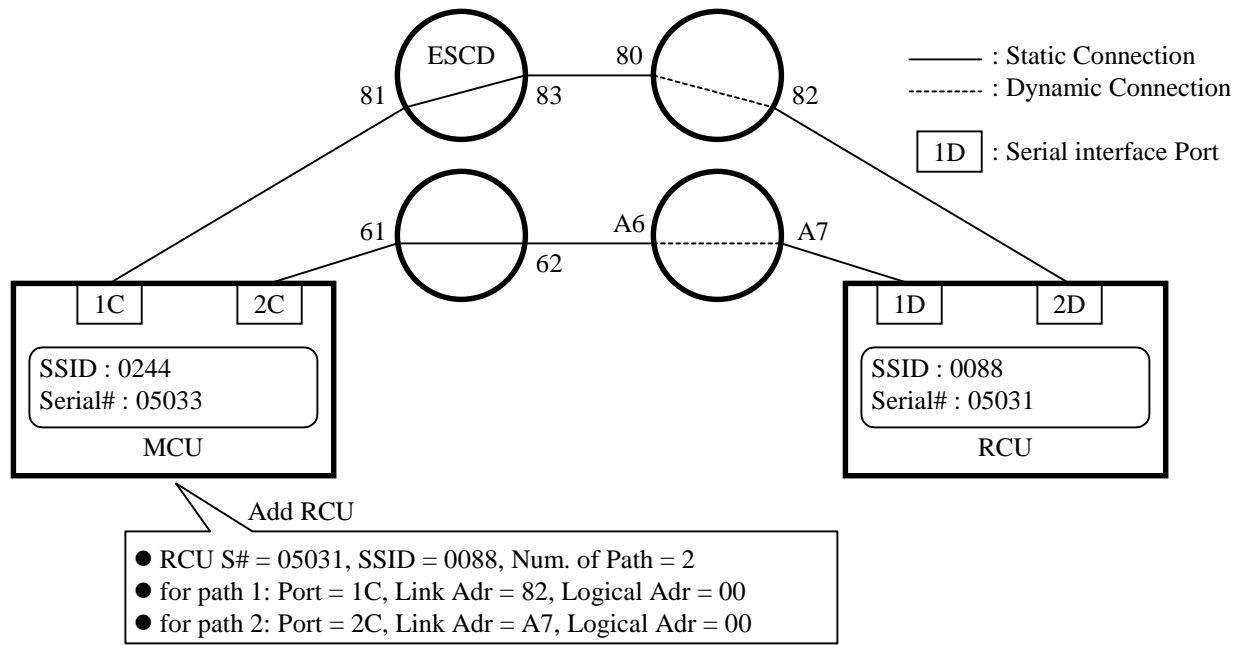 ESCD
80
81
83
82
: Static Connection
: Dynamic Connection
1D : Serial interface Port
61
62
A6
A7
1C
2C
SSID : 0244
Serial# : 05033
MCU
1D
2D
SSID : 0088
Serial# : 05031
RCU
Add RCU
● RCU S# = 05031, SSID = 0088, Num. of Path = 2
● for path 1: Port = 1C, Link Adr = 82, Logical Adr = 00
● for path 2: Port = 2C, Link Adr = A7, Logical Adr = 00